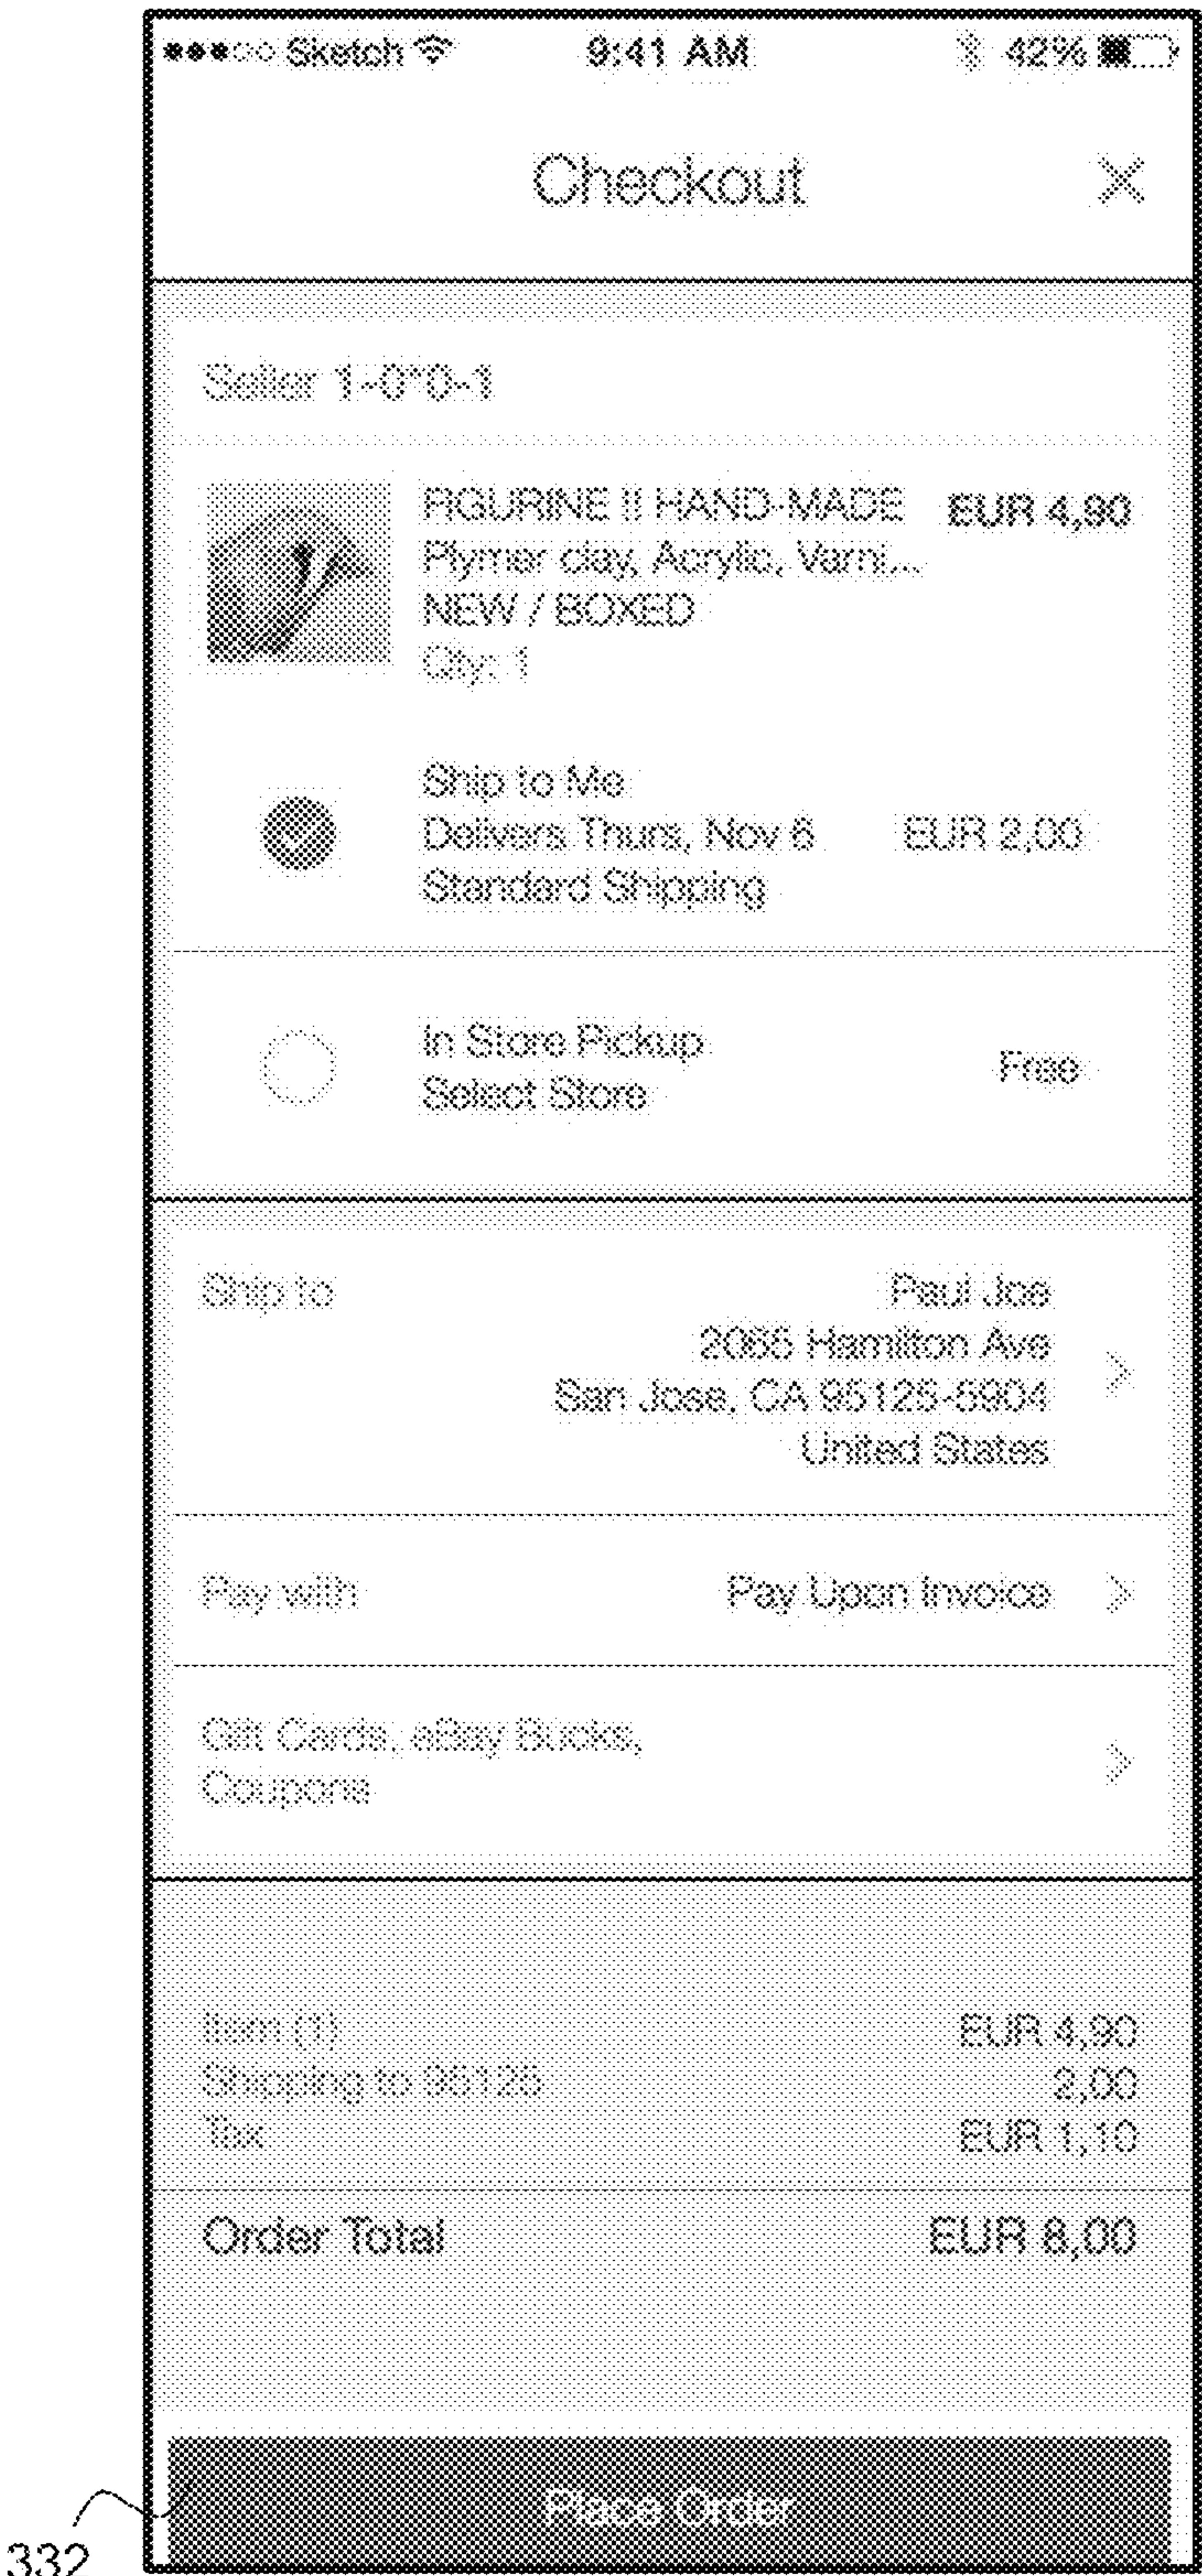 Sketch 9:41 AM 42%
Checkout
Seller 1-0*0-1
FIGURINE !! HAND-MADE EUR 4,90
Plymer clay, Acrylic, Varni...
NEW / BOXED
Qty: 1
Ship to Me
Delivers Thurs, Nov 6 EUR 2,00
Standard Shipping
In Store Pickup Free
Select Store
Ship to Paul Joe
2065 Hamilton Ave
San Jose, CA 95125-5904
United States
Pay with Pay Upon Invoice
Gift Cards, eBay Bucks,
Coupons
Item (1) EUR 4,90
Shipping to 95125 2,00
Tax EUR 1,10
Order Total EUR 8,00
Place Order
332